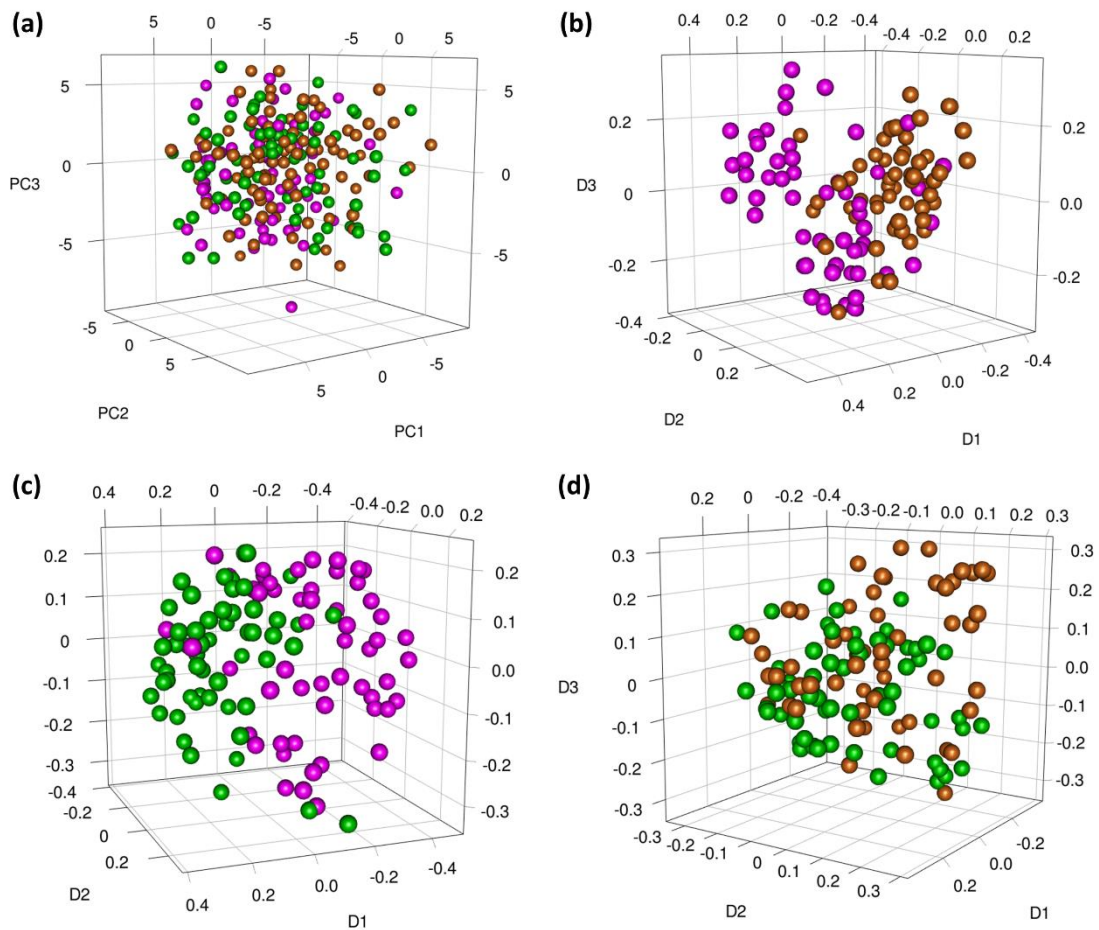 (a)
5 0 -5 -5 0 5
5 5
0 0
PC3
-5 -5
-5 0 5
5 0 -5
PC2
PC1
(b)
0.4 0.2 0 -0.2 -0.4 -0.4 -0.2 0.0 0.2
0.2 0.2
D3
0 0.0
-0.2 -0.2
-0.4 -0.2 0 0.2
0.4 0.2 0.0 -0.2 -0.4
D2
D1
(c)
0.4 0.2 0 -0.2 -0.4 -0.4 -0.2 0.0 0.2
0.2 0.2
0.1 0.1
0 0.0
-0.1 -0.1
-0.2 -0.2
-0.3 -0.3
-0.4 -0.2 0 0.2
0.4 0.2 0.0 -0.2 -0.4
D2
D1
(d)
0.2 0 -0.2 -0.4 -0.3 -0.2 -0.1 0.0 0.1 0.3
0.3 0.3
0.2 0.2
0.1 0.1
D3
0 0.0
-0.1 -0.1
-0.2 -0.2
-0.3 -0.3
-0.3 -0.2 -0.1 0 0.1 0.2 0.3
0.2 0.0 -0.2
D2
D1